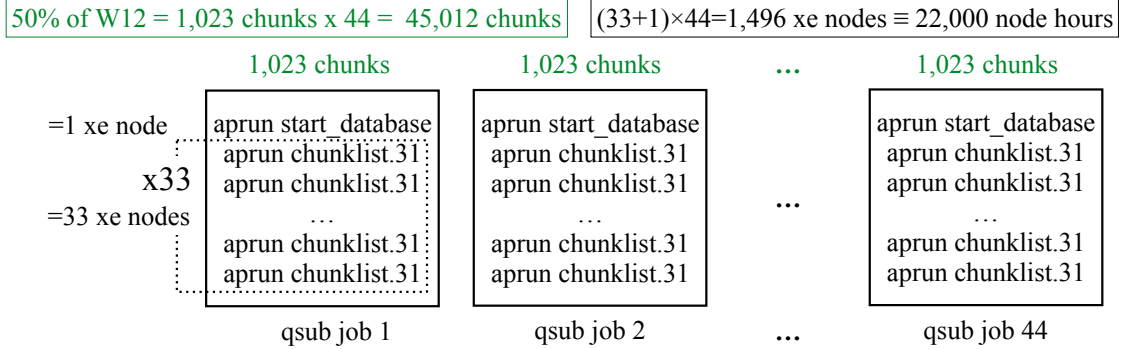 50% of W12 = 1,023 chunks x 44 = 45,012 chunks
(33+1)×44=1,496 xe nodes ≡ 22,000 node hours
1,023 chunks
1,023 chunks
...
1,023 chunks
=1 xe node
x33
=33 xe nodes
aprun start_database
aprun chunklist.31
aprun chunklist.31
...
aprun chunklist.31
aprun chunklist.31
aprun start_database
aprun chunklist.31
aprun chunklist.31
...
aprun chunklist.31
aprun chunklist.31
...
aprun start_database
aprun chunklist.31
aprun chunklist.31
...
aprun chunklist.31
aprun chunklist.31
qsub job 1
qsub job 2
...
qsub job 44